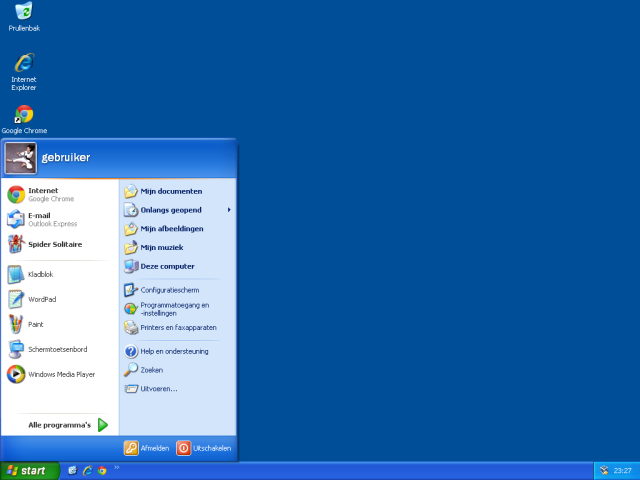 Prullenbak
Internet
Explorer
Google Chrome
gebruiker
Internet
Google Chrome
E-mail
Outlook Express
Spider Solitaire
Kladblok
WordPad
Paint
Schermtoetsenbord
Windows Media Player
Alle programma's
Mijn documenten
Onlangs geopend
Mijn afbeeldingen
Mijn muziek
Deze computer
Configuratiescherm
Programmatoegang en
-instellingen
Printers en faxapparaten
Help en ondersteuning
Zoeken
Uitvoeren...
Afmelden
Uitschakelen
start
23:27